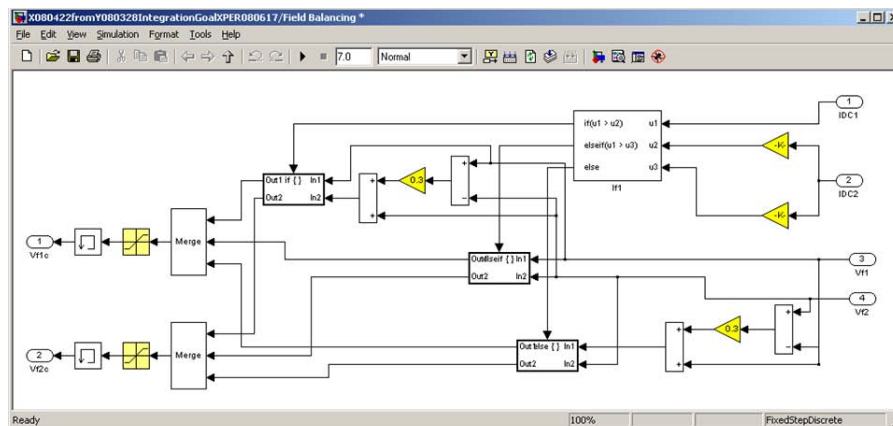 X080422fromY080328IntegrationGoalXPER080617/Field Balancing *
File Edit View Simulation Format Tools Help
7.0 Normal
1
IDC1
if(u1 > u2) u1
elseif(u1 > u3) u2
else u3
If1
-K-
2
IDC2
-K-
Out1 if { } In1
Out2 In2
+
+
0.3
+
−
1
Vf1c
Merge
Out1 elseif { } In1
Out2 In2
3
Vf1
4
Vf2
2
Vf2c
Merge
Out1 else { } In1
Out2 In2
+
+
0.3
+
−
Ready 100% FixedStepDiscrete